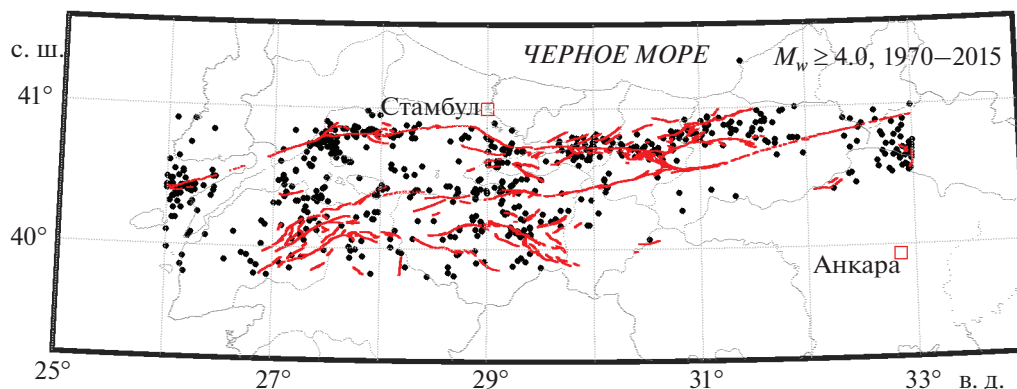 с. ш.
ЧЕРНОЕ МОРЕ
M_w ≥ 4.0, 1970–2015
41°
Стамбул
40°
Анкара
25°
27°
29°
31°
33°
в. д.